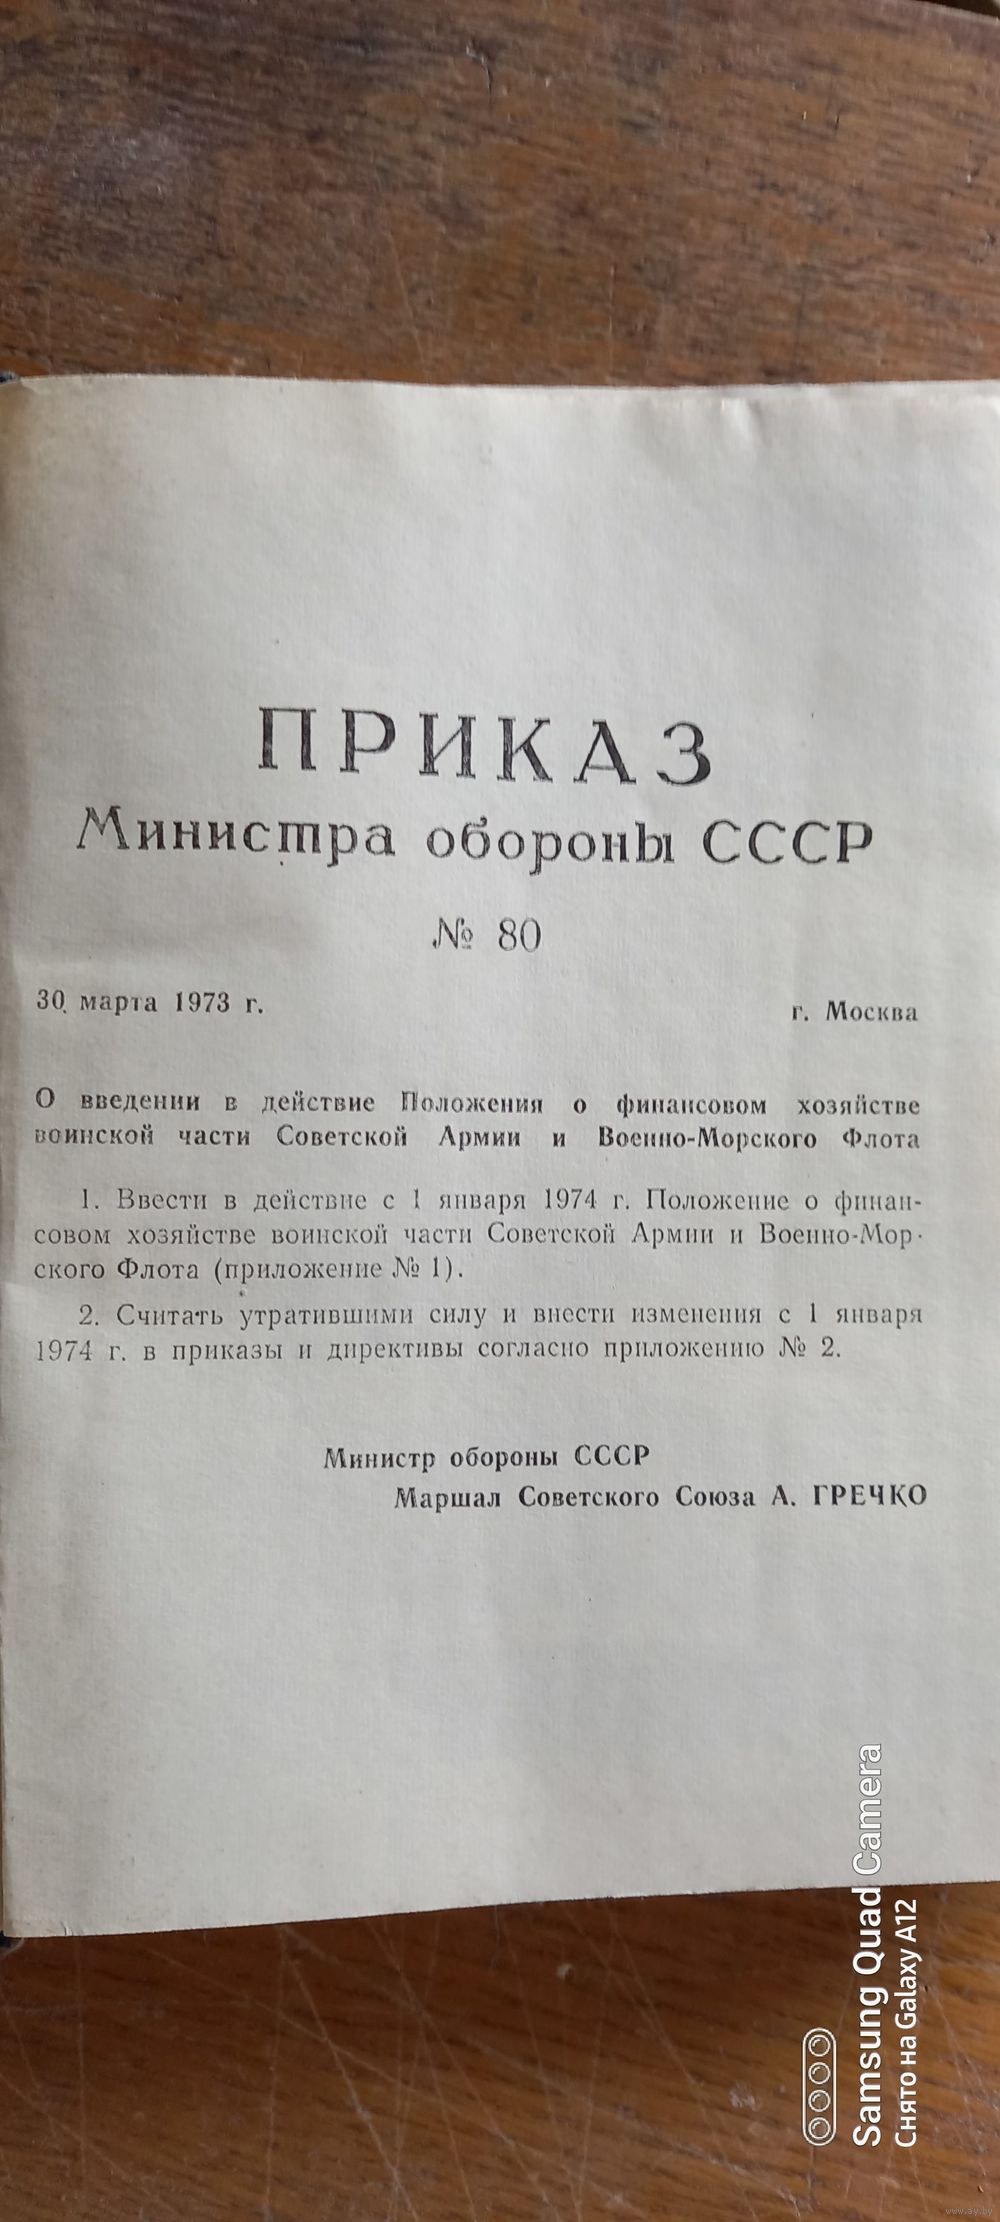 ПРИКАЗ
Министра обороны СССР
№ 80
30 марта 1973 г. г. Москва
О введении в действие Положения о финансовом хозяйстве
воинской части Советской Армии и Военно-Морского Флота
1. Ввести в действие с 1 января 1974 г. Положение о финан-
совом хозяйстве воинской части Советской Армии и Военно-Мор-
ского Флота (приложение № 1).
2. Считать утратившими силу и внести изменения с 1 января
1974 г. в приказы и директивы согласно приложению № 2.
Министр обороны СССР
Маршал Советского Союза А. ГРЕЧКО
Samsung Quad Camera
Снято на Galaxy A12
www.ay.by